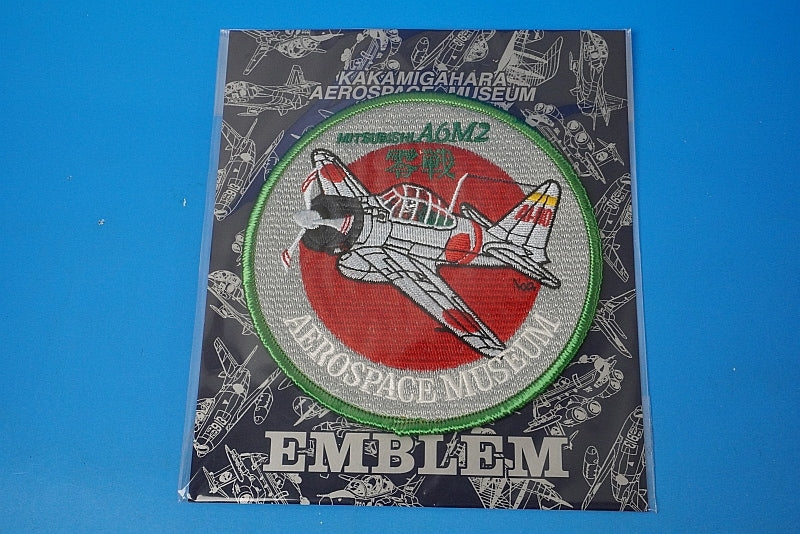 KAKAMIGAHARA
AEROSPACE MUSEUM
MITSUBISHI A6M2
零戦
AEROSPACE MUSEUM
EMBLEM